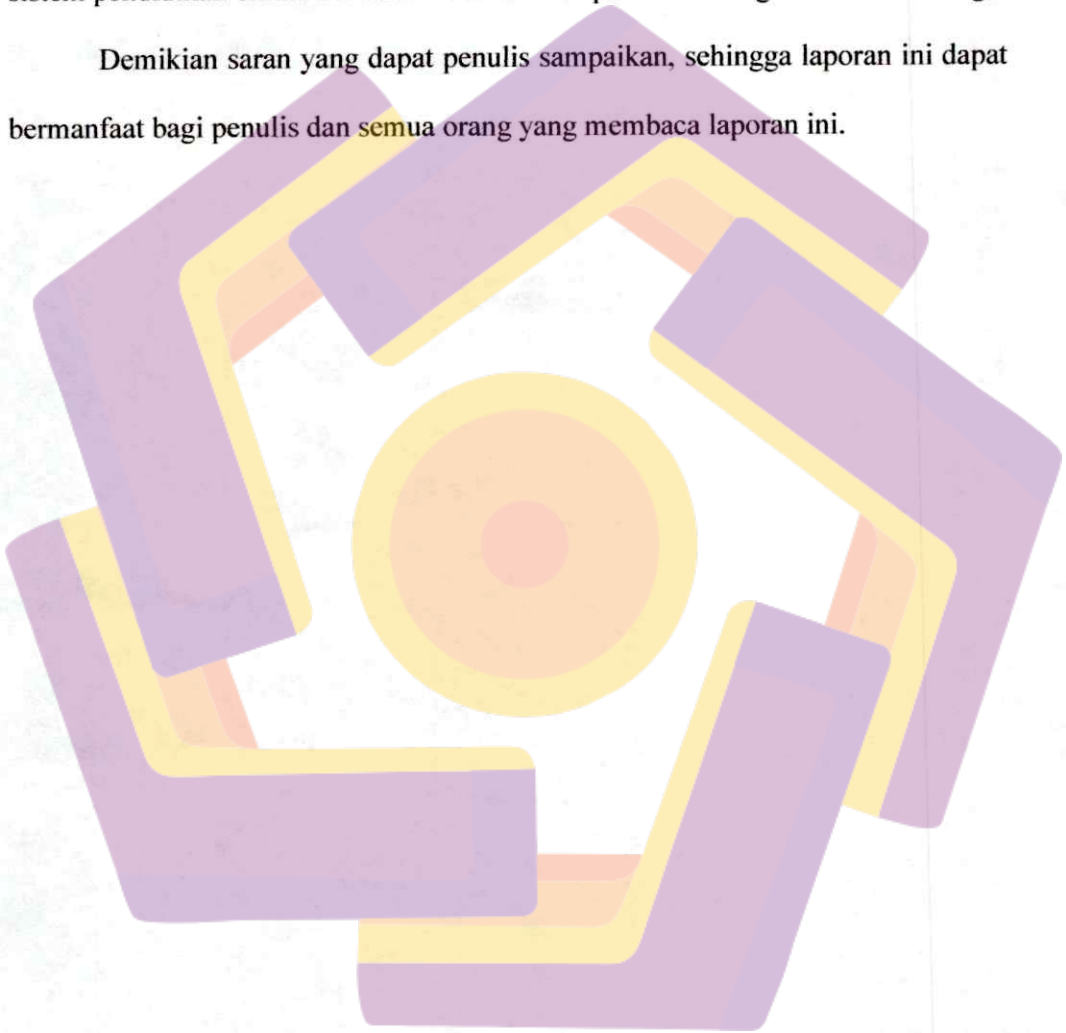 Demikian saran yang dapat penulis sampaikan, sehingga laporan ini dapat
bermanfaat bagi penulis dan semua orang yang membaca laporan ini.